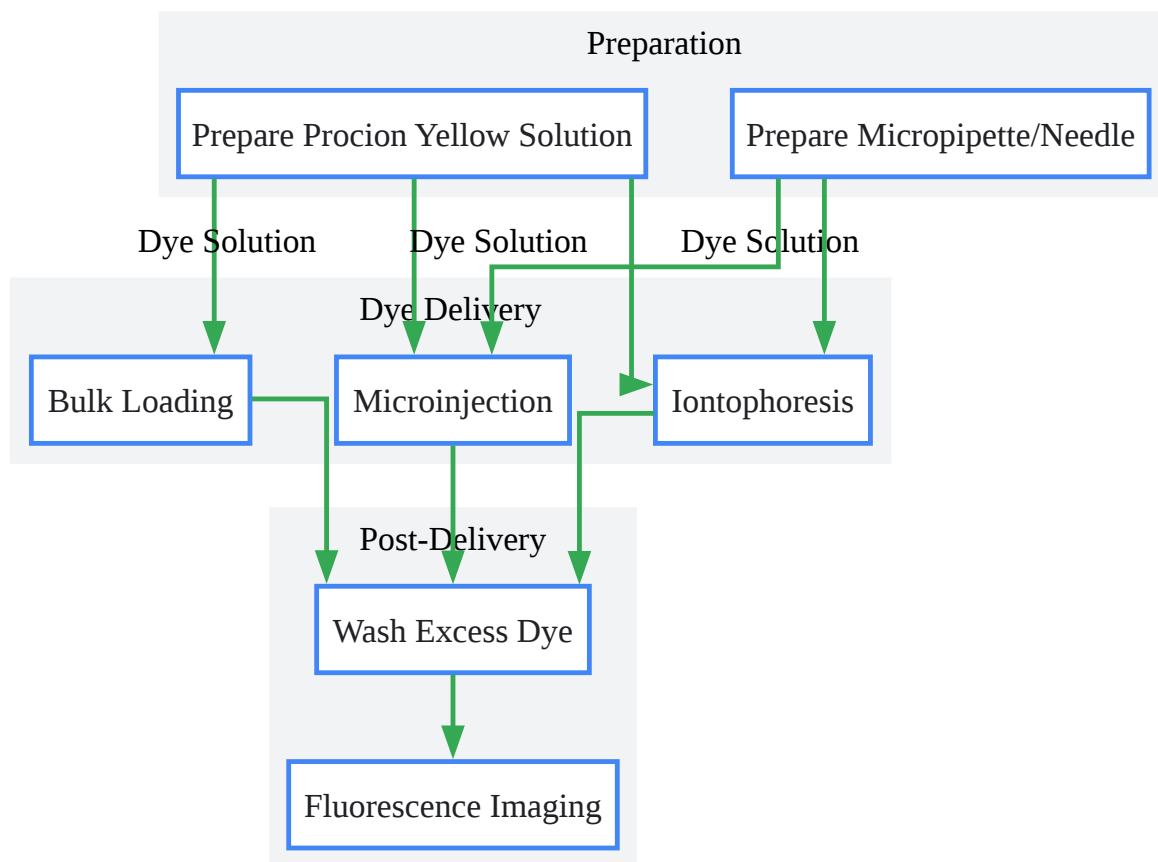 Preparation
Prepare Procion Yellow Solution
Prepare Micropipette/Needle
Dye Solution
Dye Solution
Dye Solution
Dye Delivery
Bulk Loading
Microinjection
Iontophoresis
Post-Delivery
Wash Excess Dye
Fluorescence Imaging